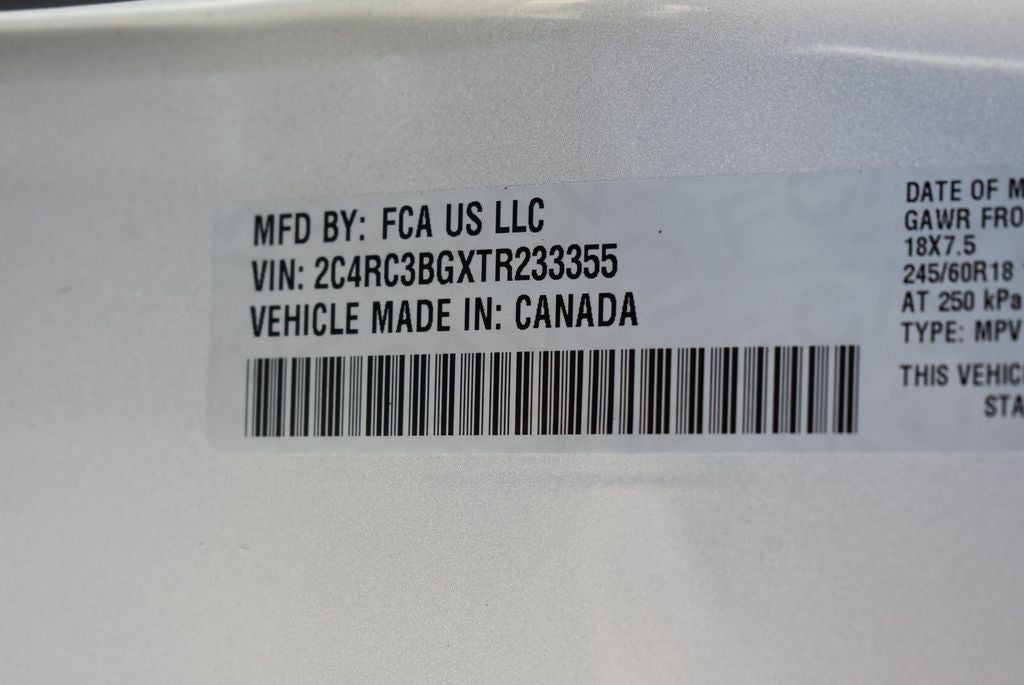 MFD BY: FCA US LLC
VIN: 2C4RC3BGXTR233355
VEHICLE MADE IN: CANADA
DATE OF M
GAWR FRO
18X7.5
245/60R18
AT 250 kPa
TYPE: MPV
THIS VEHIC
STA